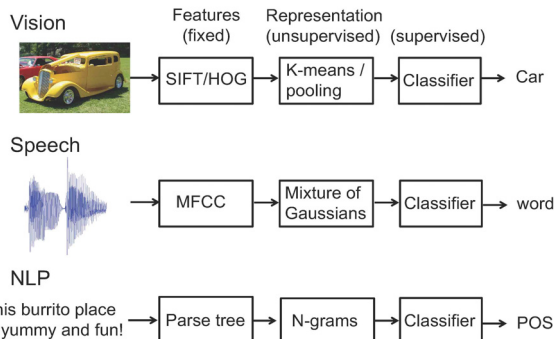 Vision
Features
(fixed)
Representation
(unsupervised)
(supervised)
SIFT/HOG
K-means /
pooling
Classifier
Car
Speech
MFCC
Mixture of
Gaussians
Classifier
word
NLP
burrito place
yummy and fun!
Parse tree
N-grams
Classifier
POS